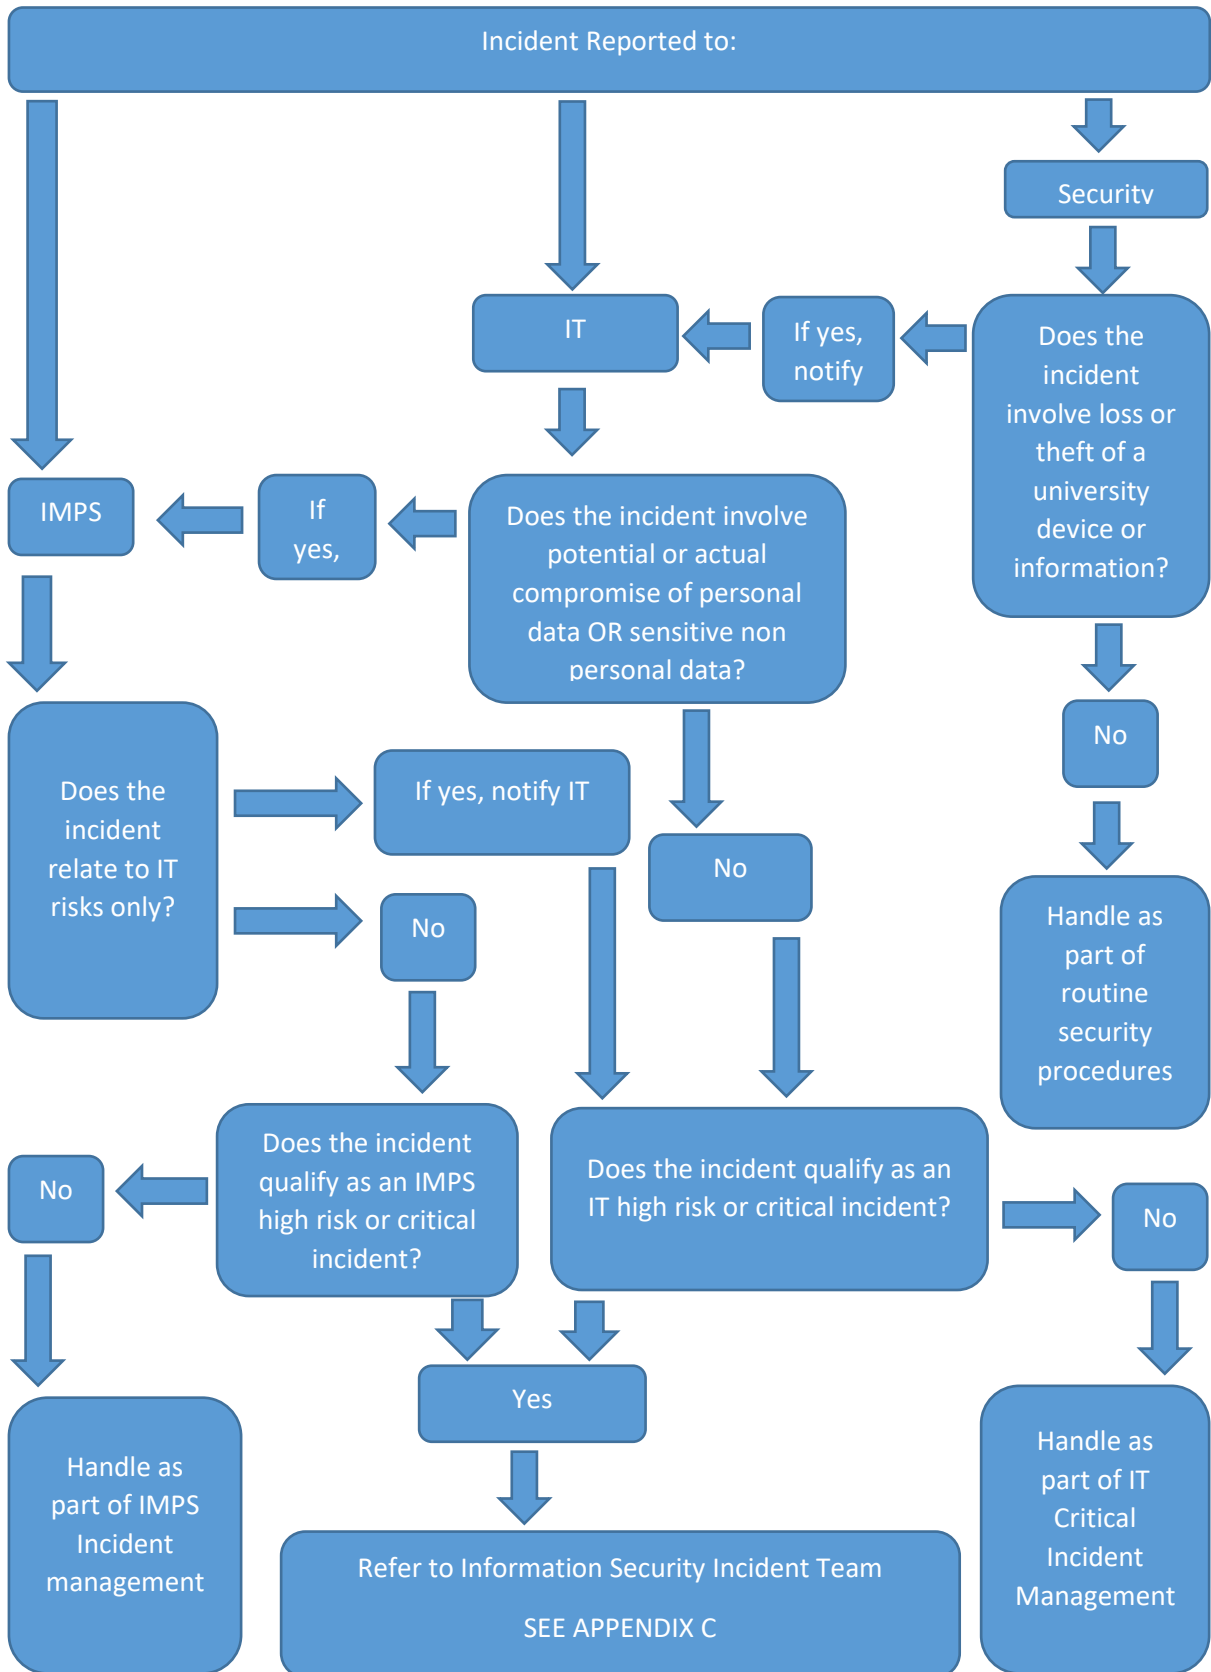 Incident Reported to:
Security
IT
If yes,
notify
Does the
incident
involve loss or
theft of a
university
device or
information?
IMPS
If
yes,
Does the incident involve
potential or actual
compromise of personal
data OR sensitive non
personal data?
No
Does the
incident
relate to IT
risks only?
If yes, notify IT
No
No
Handle as
part of
routine
security
procedures
No
Does the incident
qualify as an IMPS
high risk or critical
incident?
Does the incident qualify as an
IT high risk or critical incident?
No
Yes
Handle as
part of IMPS
Incident
management
Refer to Information Security Incident Team
SEE APPENDIX C
Handle as
part of IT
Critical
Incident
Management